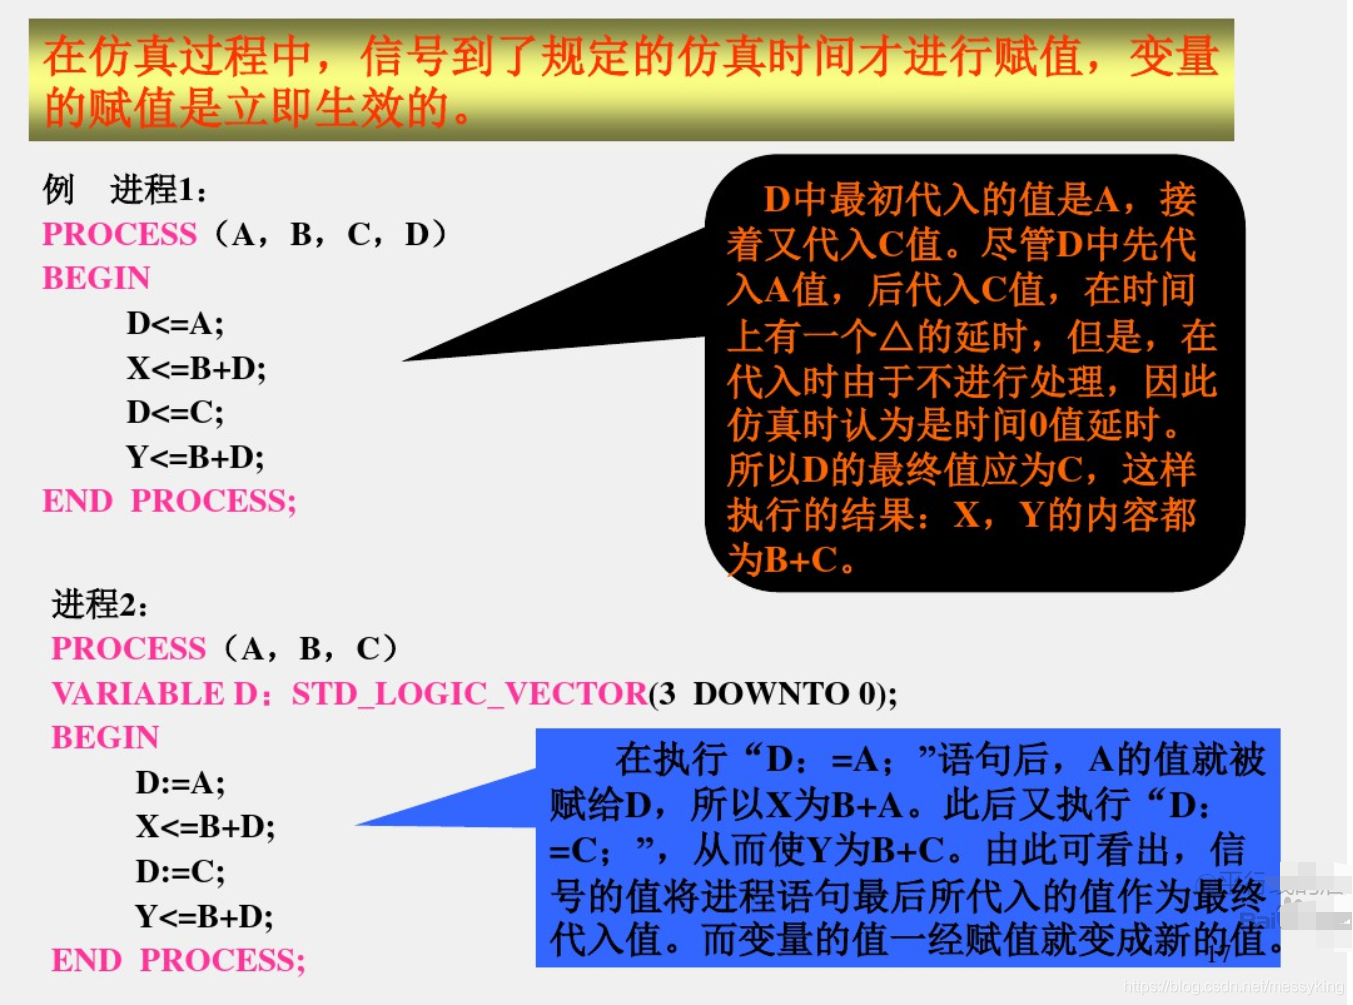 在仿真过程中，信号到了规定的仿真时间才进行赋值，变量
的赋值是立即生效的。
例 进程1：
PROCESS（A，B，C，D）
BEGIN
D<=A;
X<=B+D;
D<=C;
Y<=B+D;
END PROCESS;
D中最初代入的值是A，接
着又代入C值。尽管D中先代
入A值，后代入C值，在时间
上有一个△的延时，但是，在
代入时由于不进行处理，因此
仿真时认为是时间0值延时。
所以D的最终值应为C，这样
执行的结果：X，Y的内容都
为B+C。
进程2：
PROCESS（A，B，C）
VARIABLE D：STD_LOGIC_VECTOR(3 DOWNTO 0);
BEGIN
D:=A;
X<=B+D;
D:=C;
Y<=B+D;
END PROCESS;
在执行“D：=A；”语句后，A的值就被
赋给D，所以X为B+A。此后又执行“D：
=C；”，从而使Y为B+C。由此可看出，信
号的值将进程语句最后所代入的值作为最终
代入值。而变量的值一经赋值就变成新的值。
17
https://blog.csdn.net/messyking